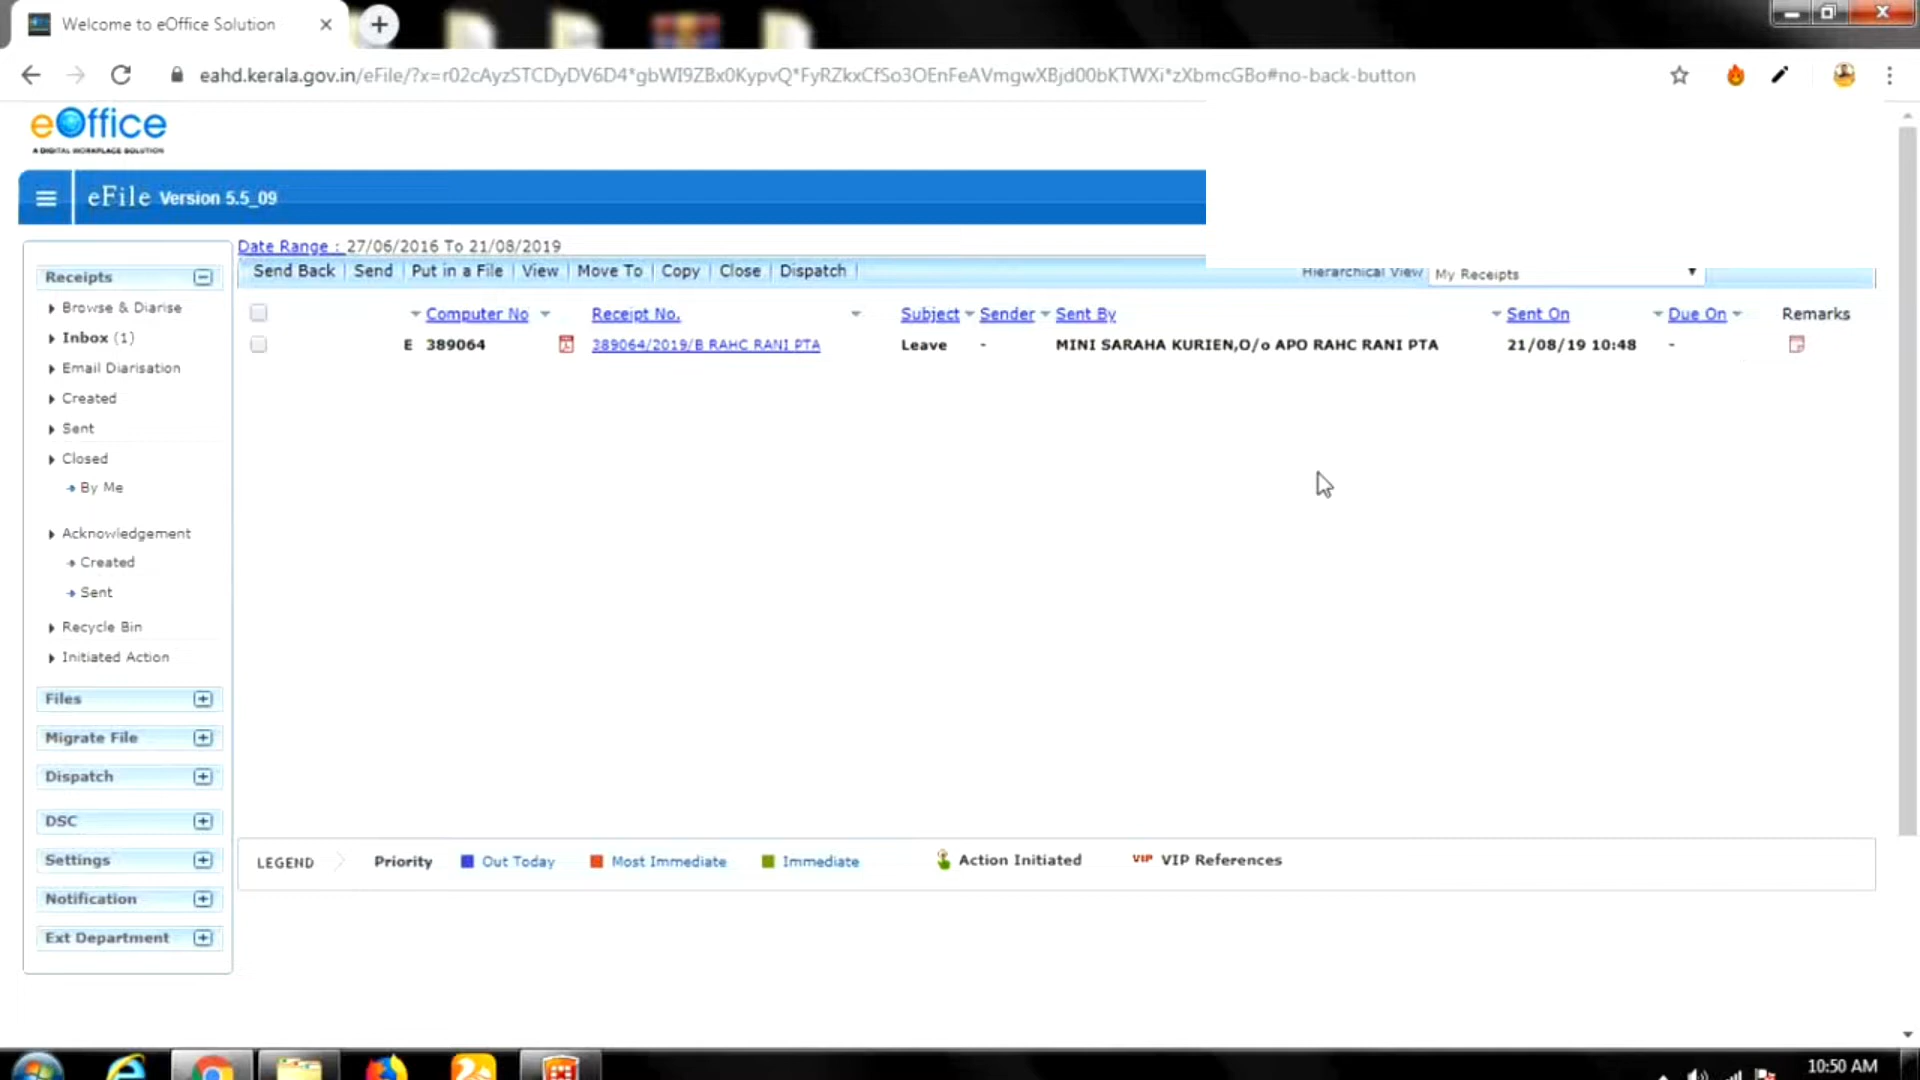 Welcome to eOffice Solution
eahd.kerala.gov.in/eFile/?x=r02cAyzSTCDyDV6D4*gbWI9ZBx0KypvQ*FyRZkxCfSo3OEnFeAVmgwXBjd00bKTWXi*zXbmcGBo#no-back-button
eOffice
A DIGITAL WORKPLACE SOLUTION
eFile Version 5.5_09
Date Range : 27/06/2016 To 21/08/2019
Send Back Send Put in a File View Move To Copy Close Dispatch Hierarchical View My Receipts
Computer No Receipt No. Subject Sender Sent By Sent On Due On Remarks
E 389064 389064/2019/B RAHC RANI PTA Leave - MINI SARAHA KURIEN,O/o APO RAHC RANI PTA 21/08/19 10:48 -
Receipts
Browse & Diarise
Inbox (1)
Email Diarisation
Created
Sent
Closed
By Me
Acknowledgement
Created
Sent
Recycle Bin
Initiated Action
Files
Migrate File
Dispatch
DSC
Settings
Notification
Ext Department
LEGEND Priority Out Today Most Immediate Immediate Action Initiated VIP VIP References
10:50 AM